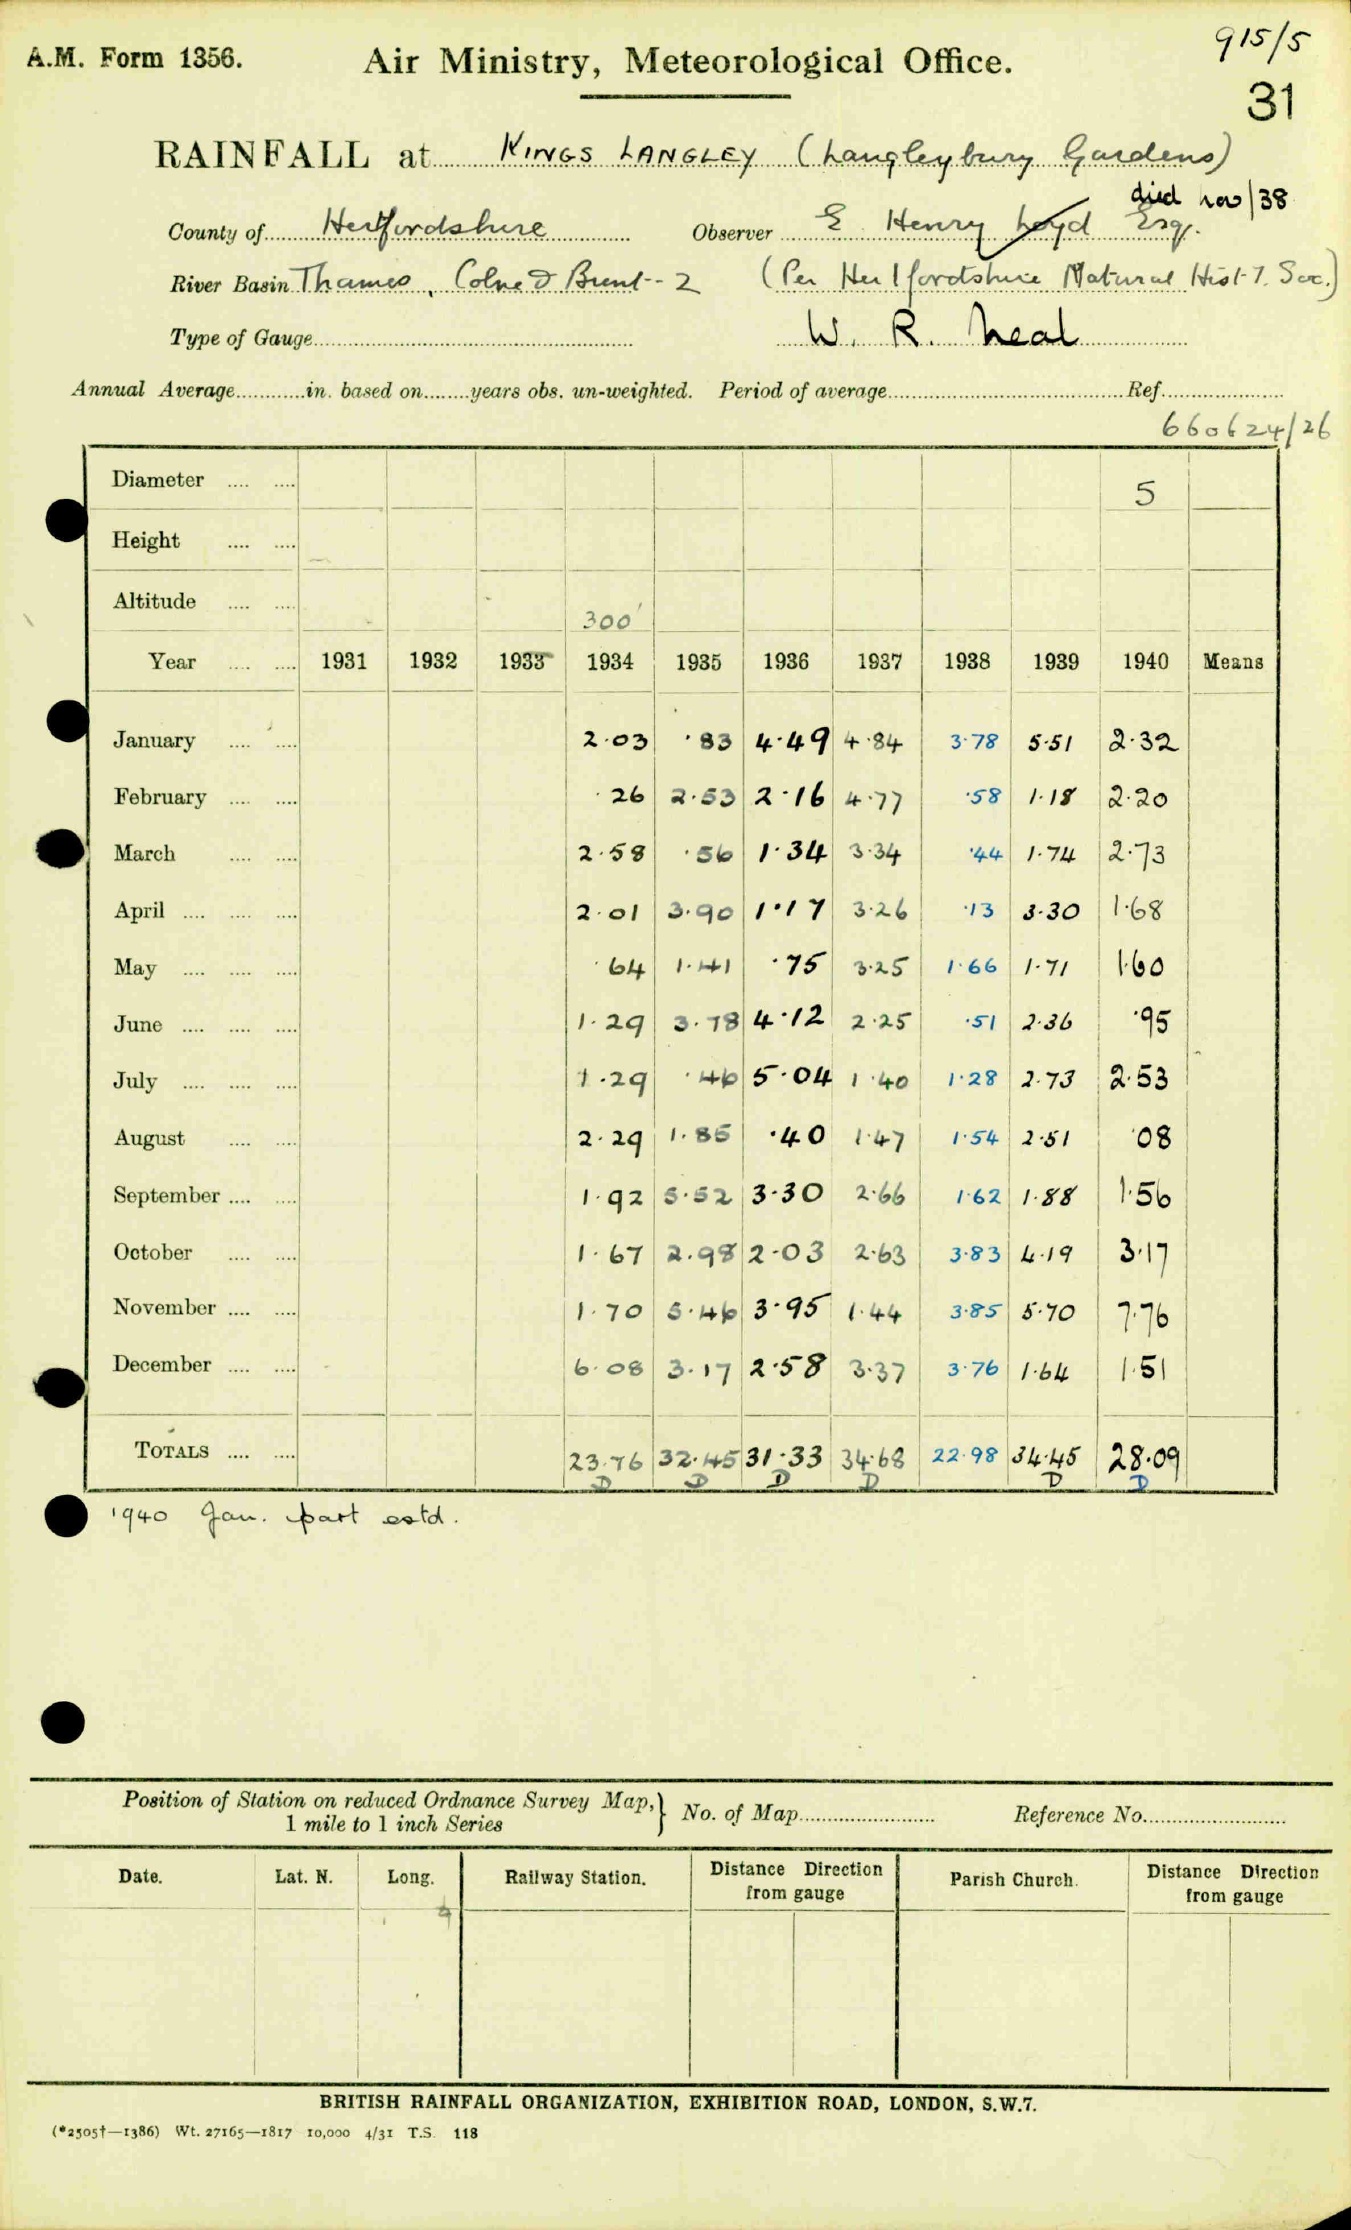 915/5
A.M. Form 1356. Air Ministry, Meteorological Office.
31
RAINFALL at KINGS LANGLEY (Langleybury Gardens)
died Nov/38
County of Hertfordshire Observer E Henry Loyd Esq.
River Basin Thames, Colne & Brent - 2 (Per Hertfordshire Natural Hist. Soc.)
Type of Gauge W. R. Neal
Annual Average in. based on years obs. un-weighted. Period of average Ref.
660624/26
Diameter .... .... 5
Height .... ....
Altitude .... .... 300'
Year .... .... 1931 1932 1933 1934 1935 1936 1937 1938 1939 1940 Means
January .... .... 2.03 .83 4.49 4.84 3.78 5.51 2.32
February .... .... .26 2.53 2.16 4.77 .58 1.18 2.20
March .... .... 2.58 .56 1.34 3.34 .44 1.74 2.73
April .... .... .... 2.01 3.90 1.17 3.26 .13 3.30 1.68
May .... .... .... .64 1.41 .75 3.25 1.66 1.71 1.60
June .... .... .... 1.29 3.78 4.12 2.25 .51 2.36 .95
July .... .... .... 1.29 .46 5.04 1.40 1.28 2.73 2.53
August .... .... 2.29 1.85 .40 1.47 1.54 2.51 .08
September .... .... 1.92 5.52 3.30 2.66 1.62 1.88 1.56
October .... .... 1.67 2.98 2.03 2.63 3.83 4.19 3.17
November .... .... 1.70 5.46 3.95 1.44 3.85 5.70 7.76
December .... .... 6.08 3.17 2.58 3.37 3.76 1.64 1.51
TOTALS .... .... 23.76 32.45 31.33 34.68 22.98 34.45 28.09
D D D D D D
1940 Jan. part estd.
Position of Station on reduced Ordnance Survey Map, } No. of Map Reference No.
1 mile to 1 inch Series
Date. Lat. N. Long. Railway Station. Distance Direction from gauge Parish Church. Distance Direction from gauge
BRITISH RAINFALL ORGANIZATION, EXHIBITION ROAD, LONDON, S.W.7.
(*2505†—1386) Wt. 27165—1817 10,000 4/31 T.S. 118